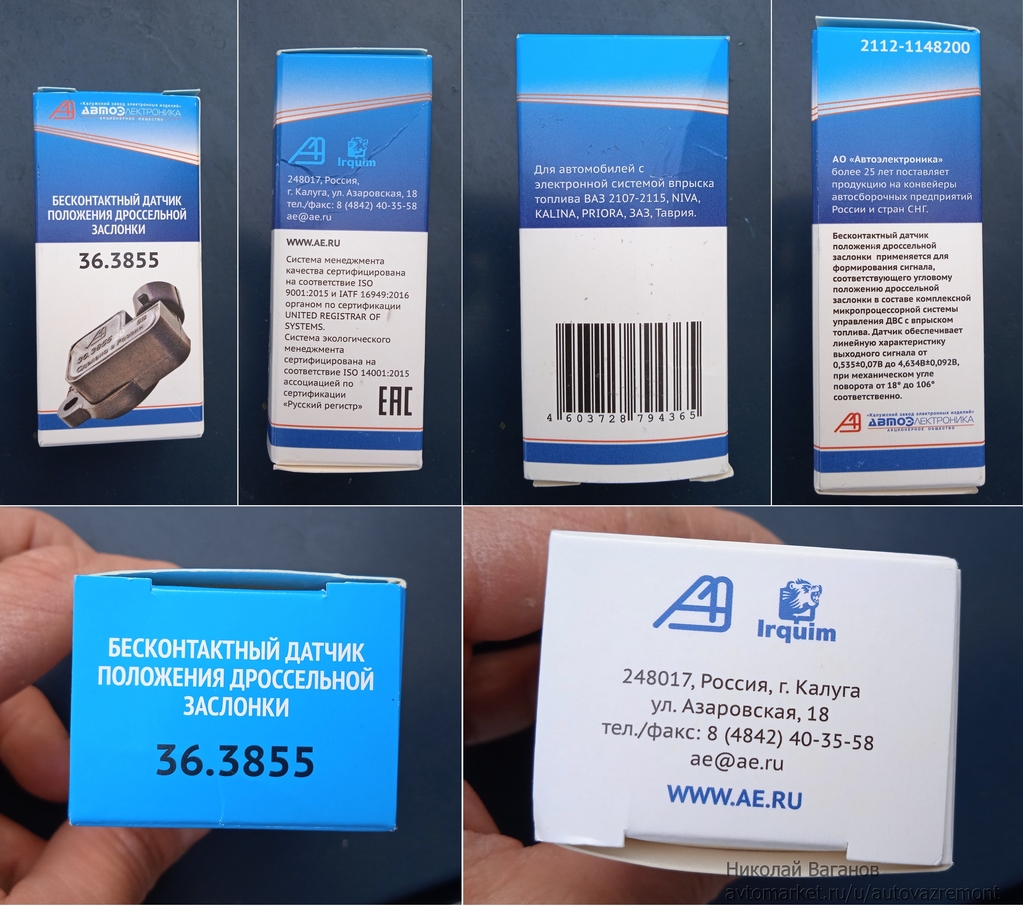 «Калужский завод электронных изделий»
АВТОЭЛЕКТРОНИКА
АКЦИОНЕРНОЕ ОБЩЕСТВО
БЕСКОНТАКТНЫЙ ДАТЧИК
ПОЛОЖЕНИЯ ДРОССЕЛЬНОЙ
ЗАСЛОНКИ
36.3855
36.3855
Сделано в России
Irquim
248017, Россия,
г. Калуга, ул. Азаровская, 18
тел./факс: 8 (4842) 40-35-58
ae@ae.ru
WWW.AE.RU
Система менеджмента
качества сертифицирована
на соответствие ISO
9001:2015 и IATF 16949:2016
органом по сертификации
UNITED REGISTRAR OF
SYSTEMS.
Система экологического
менеджмента
сертифицирована на
соответствие ISO 14001:2015
ассоциацией по
сертификации
«Русский регистр»
EAC
Для автомобилей с
электронной системой впрыска
топлива ВАЗ 2107-2115, NIVA,
KALINA, PRIORA, ЗАЗ, Таврия.
4 603728 794365
2112-1148200
АО «Автоэлектроника»
более 25 лет поставляет
продукцию на конвейеры
автосборочных предприятий
России и стран СНГ.
Бесконтактный датчик
положения дроссельной
заслонки применяется для
формирования сигнала,
соответствующего угловому
положению дроссельной
заслонки в составе комплексной
микропроцессорной системы
управления ДВС с впрыском
топлива. Датчик обеспечивает
линейную характеристику
выходного сигнала от
0,535±0,07В до 4,634В±0,092В,
при механическом угле
поворота от 18° до 106°
соответственно.
«Калужский завод электронных изделий»
АВТОЭЛЕКТРОНИКА
АКЦИОНЕРНОЕ ОБЩЕСТВО
БЕСКОНТАКТНЫЙ ДАТЧИК
ПОЛОЖЕНИЯ ДРОССЕЛЬНОЙ
ЗАСЛОНКИ
36.3855
Irquim
248017, Россия, г. Калуга
ул. Азаровская, 18
тел./факс: 8 (4842) 40-35-58
ae@ae.ru
WWW.AE.RU
Николай Ваганов
avtomarket.ru/u/autovazremont